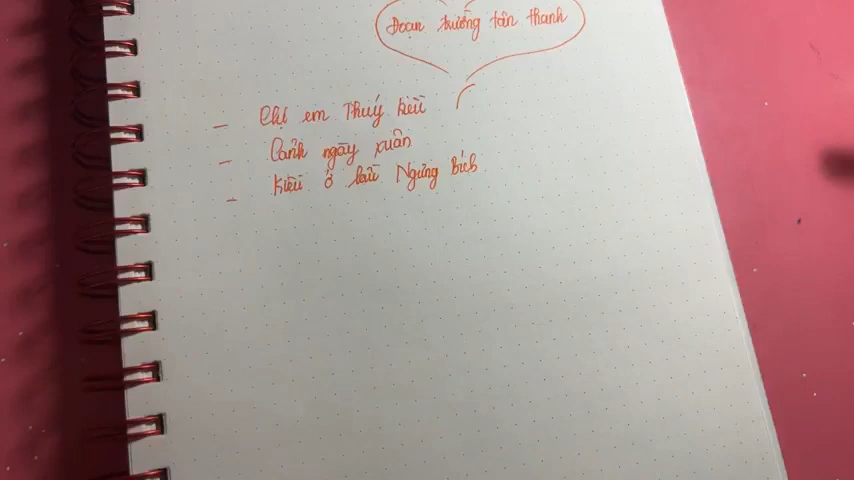 Đoạn trường tân thanh
- Chị em Thuý Kiều
- Cảnh ngày xuân
- Kiều ở lầu Ngưng Bích